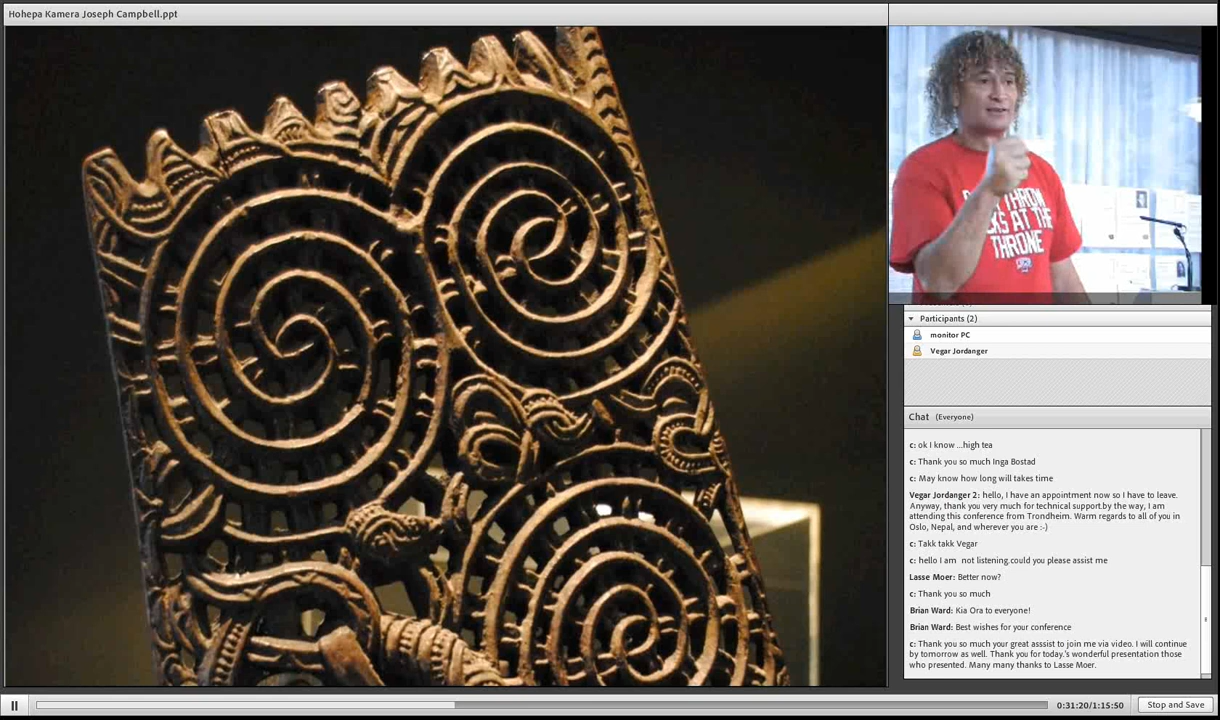 Hohepa Kamera Joseph Campbell.ppt
THROW
AT THE
THRONE
Participants (2)
monitor PC
Vegar Jordanger
Chat (Everyone)
c: ok I know ...high tea
c: Thank you so much Inga Bostad
c: May know how long will takes time
Vegar Jordanger 2: hello, I have an appointment now so I have to leave.
Anyway, thank you very much for technical support.by the way, I am
attending this conference from Trondheim. Warm regards to all of you in
Oslo, Nepal, and wherever you are :-)
c: Takk takk Vegar
c: hello I am not listening.could you please assist me
Lasse Moer: Better now?
c: Thank you so much
Brian Ward: Kia Ora to everyone!
Brian Ward: Best wishes for your conference
c: Thank you so much your great asssist to join me via video. I will continue
by tomorrow as well. Thank you for today.'s wonderful presentation those
who presented. Many many thanks to Lasse Moer.
0:31:20/1:15:50
Stop and Save